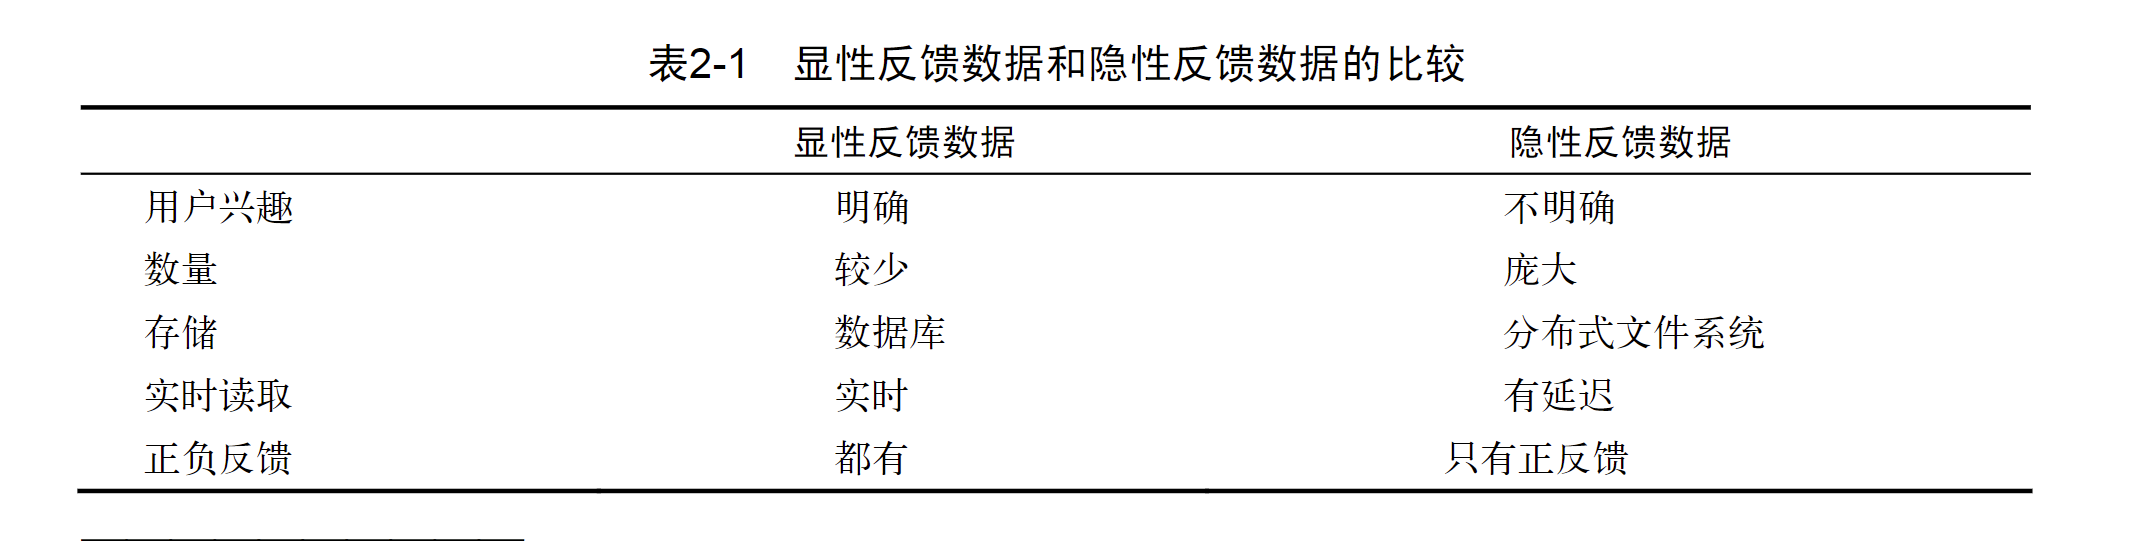 表2-1 显性反馈数据和隐性反馈数据的比较
显性反馈数据 隐性反馈数据
用户兴趣 明确 不明确
数量 较少 庞大
存储 数据库 分布式文件系统
实时读取 实时 有延迟
正负反馈 都有 只有正反馈